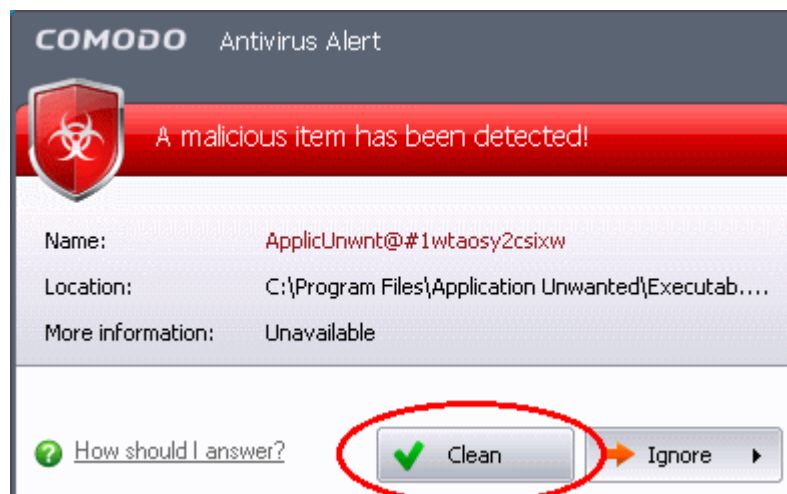 COMODO Antivirus Alert
A malicious item has been detected!
Name: ApplicUnwnt@#1wtaosy2csixw
Location: C:\Program Files\Application Unwanted\Executab....
More information: Unavailable
How should I answer? Clean Ignore